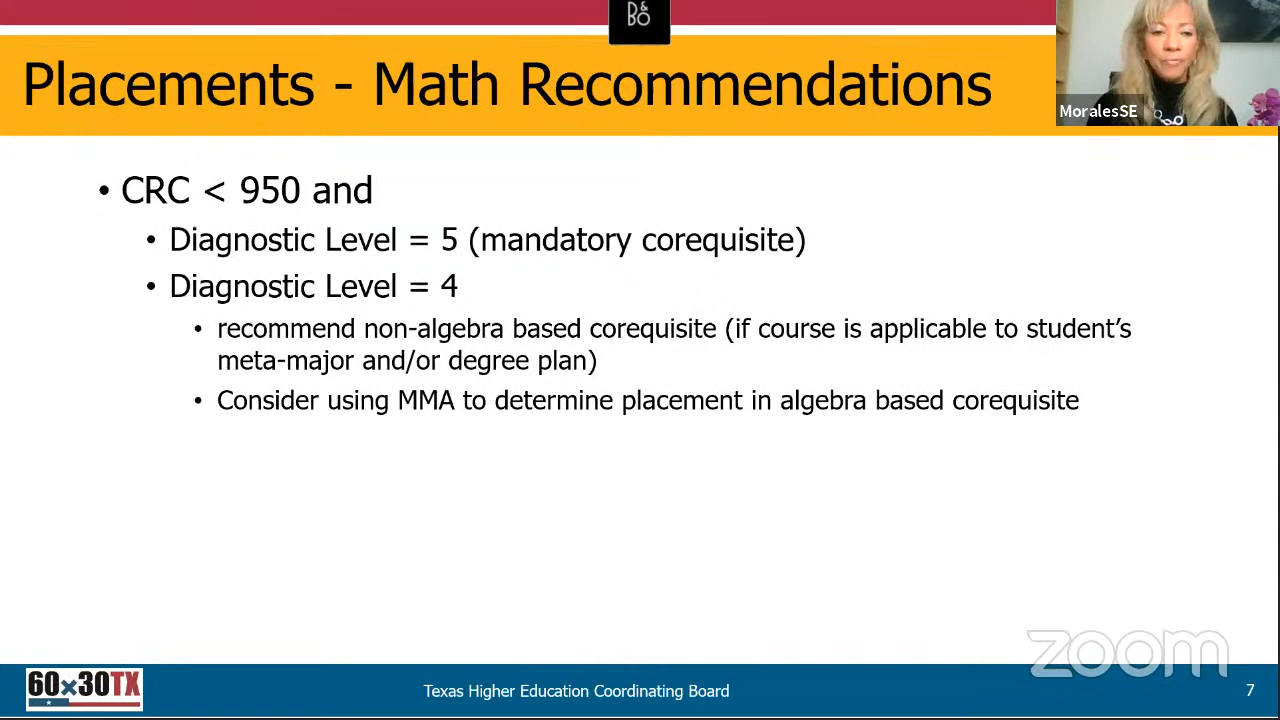 B&O
Placements - Math Recommendations
MoralesSE
• CRC < 950 and
• Diagnostic Level = 5 (mandatory corequisite)
• Diagnostic Level = 4
• recommend non-algebra based corequisite (if course is applicable to student’s
meta-major and/or degree plan)
• Consider using MMA to determine placement in algebra based corequisite
zoom
60x30TX
Texas Higher Education Coordinating Board
7